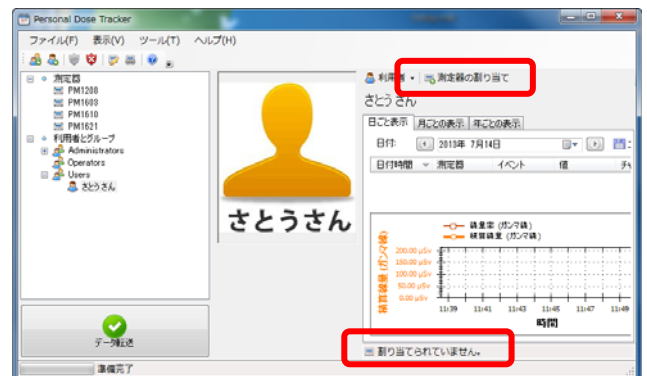 Personal Dose Tracker
ファイル(F) 表示(V) ツール(T) ヘルプ(H)
測定器
PM1208
PM1603
PM1610
PM1621
利用者とグループ
Administrators
Operators
Users
さとうさん
データ転送
準備完了
さとうさん
利用者 測定器の割り当て
さとうさん
日ごと表示 月ごとの表示 年ごとの表示
日付: 2013年 7月14日
日付時間 測定器 イベント 値
線量率 (ガンマ線)
積算線量 (ガンマ線)
積算線量 (ガンマ線)
200.00 μSv
150.00 μSv
100.00 μSv
50.00 μSv
0.00 μSv
11:39 11:41 11:43 11:45 11:47 11:49
時間
割り当てられていません。